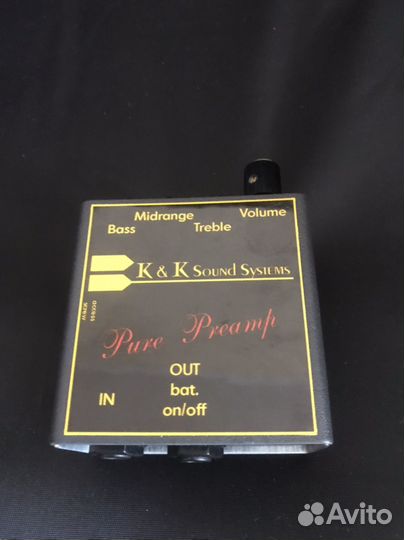 Midrange Volume
Bass Treble
K & K SOUND SYSTEMS
Pure Preamp
OUT
IN bat.
on/off
Avito